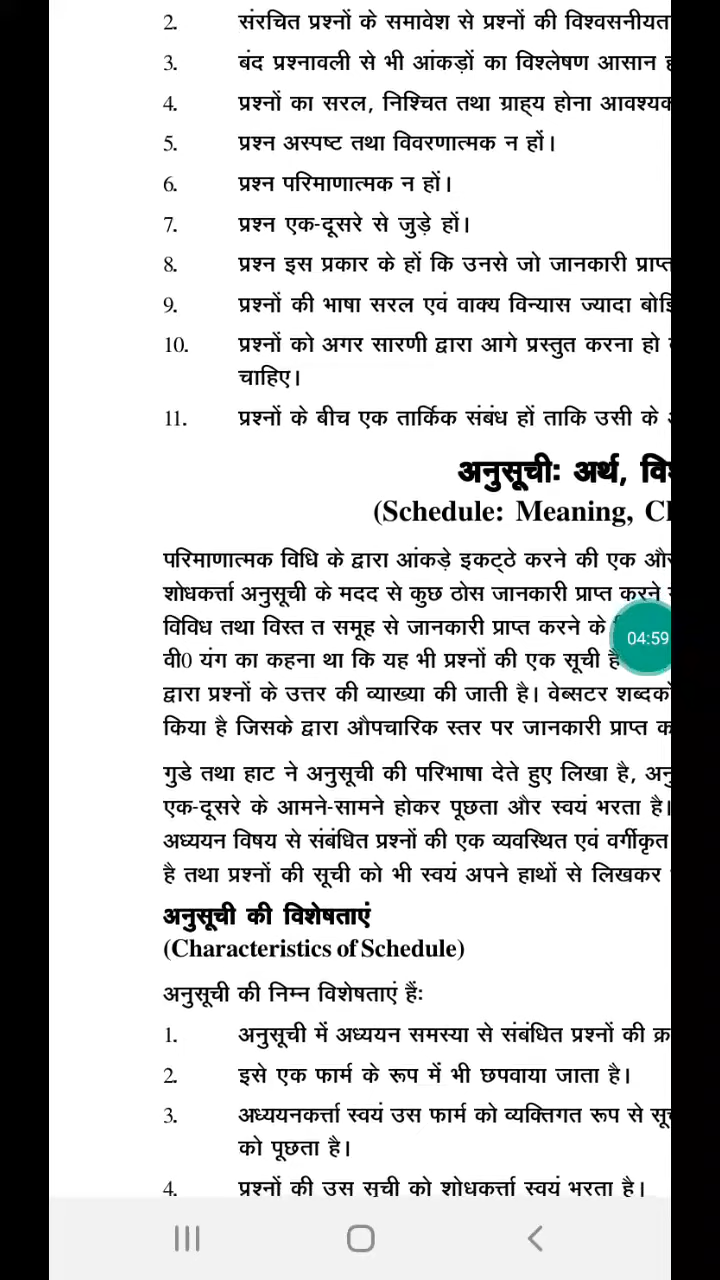 2. संरचित प्रश्नों के समावेश से प्रश्नों की विश्वसनीयत
3. बंद प्रश्नावली से भी आंकड़ों का विश्लेषण आसान
4. प्रश्नों का सरल, निश्चित तथा ग्राह्य होना आवश्यक
5. प्रश्न अस्पष्ट तथा विवरणात्मक न हों।
6. प्रश्न परिमाणात्मक न हों।
7. प्रश्न एक-दूसरे से जुड़े हों।
8. प्रश्न इस प्रकार के हों कि उनसे जो जानकारी प्राप्त
9. प्रश्नों की भाषा सरल एवं वाक्य विन्यास ज्यादा
10. प्रश्नों को अगर सारणी द्वारा आगे प्रस्तुत करना हो
चाहिए।
11. प्रश्नों के बीच एक तार्किक संबंध हों ताकि उसी के
अनुसूचीः अर्थ,
(Schedule: Meaning,
परिमाणात्मक विधि के द्वारा आंकड़े इकट्ठे करने की एक
शोधकर्त्ता अनुसूची के मदद से कुछ ठोस जानकारी प्राप्त करने
विविध तथा विस्त त समूह से जानकारी प्राप्त करने के
04:59
वी0 यंग का कहना था कि यह भी प्रश्नों की एक सूची है
द्वारा प्रश्नों के उत्तर की व्याख्या की जाती है। वेब्सटर
किया है जिसके द्वारा औपचारिक स्तर पर जानकारी प्राप्त
गुडे तथा हाट ने अनुसूची की परिभाषा देते हुए लिखा है,
एक-दूसरे के आमने-सामने होकर पूछता और स्वयं भरता है।
अध्ययन विषय से संबंधित प्रश्नों की एक व्यवस्थित एवं वर्गीकृत
है तथा प्रश्नों की सूची को भी स्वयं अपने हाथों से लिखकर
अनुसूची की विशेषताएं
(Characteristics of Schedule)
अनुसूची की निम्न विशेषताएं हैंः
1. अनुसूची में अध्ययन समस्या से संबंधित प्रश्नों की
2. इसे एक फार्म के रूप में भी छपवाया जाता है।
3. अध्ययनकर्त्ता स्वयं उस फार्म को व्यक्तिगत रूप से
को पूछता है।
4. प्रश्नों की उस सूची को शोधकर्त्ता स्वयं भरता है।